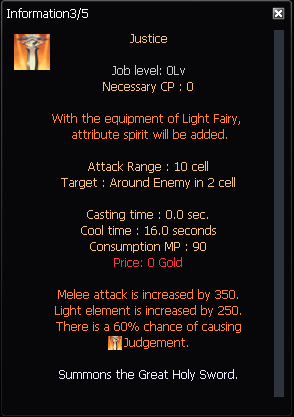 Information3/5
Justice
Job level: 0Lv
Necessary CP : 0
With the equipment of Light Fairy,
attribute spirit will be added.
Attack Range : 10 cell
Target : Around Enemy in 2 cell
Casting time : 0.0 sec.
Cool time : 16.0 seconds
Consumption MP : 90
Price: 0 Gold
Melee attack is increased by 350.
Light element is increased by 250.
There is a 60% chance of causing
Judgement.
Summons the Great Holy Sword.